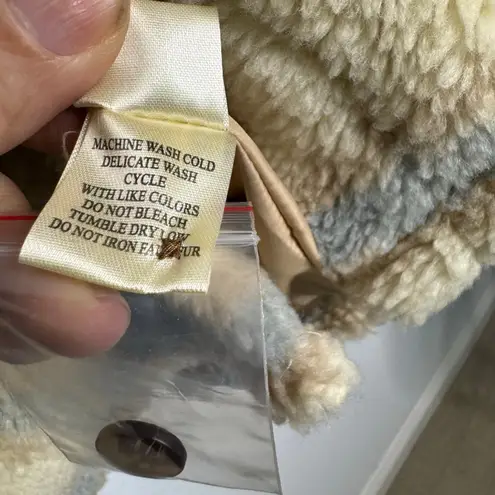 MACHINE WASH COLD
DELICATE WASH
CYCLE
WITH LIKE COLORS
DO NOT BLEACH
TUMBLE DRY LOW
DO NOT IRON FUR